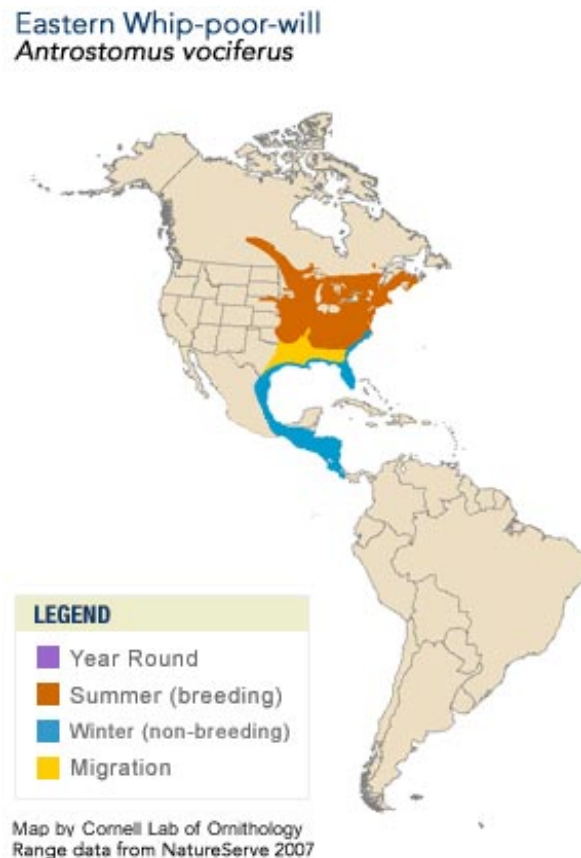 Eastern Whip-poor-will
Antrostomus vociferus
LEGEND
Year Round
Summer (breeding)
Winter (non-breeding)
Migration
Map by Cornell Lab of Ornithology
Range data from NatureServe 2007